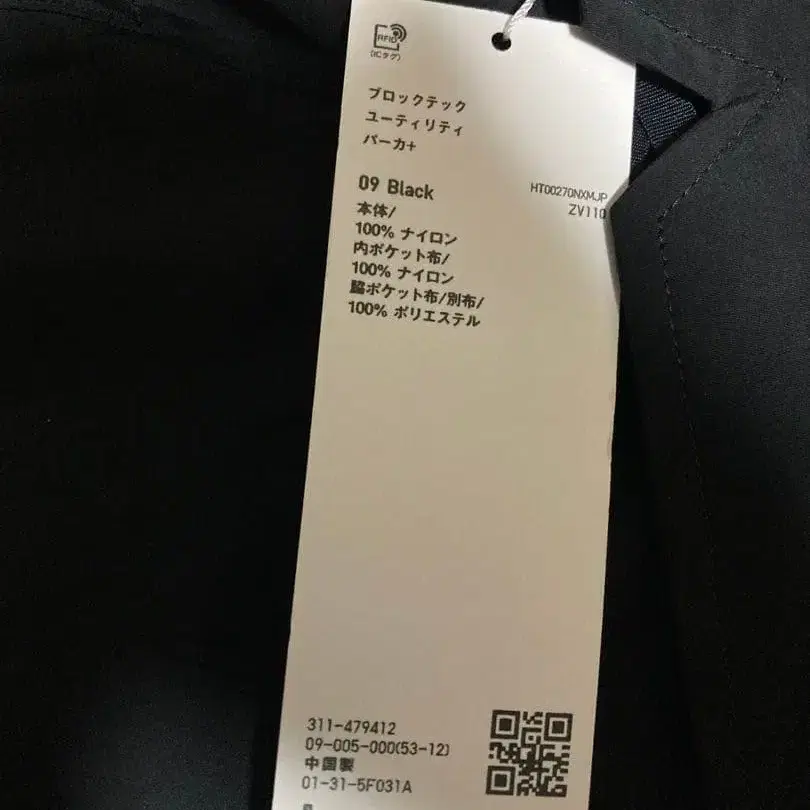 RFID
(ICタグ)
ブロックテック
ユーティリティ
パーカ+
09 Black
HT00270NXMJP
ZV110
本体/
100% ナイロン
内ポケット布/
100% ナイロン
脇ポケット布/別布/
100% ポリエステル
311-479412
09-005-000(53-12)
中国製
01-31-5F031A